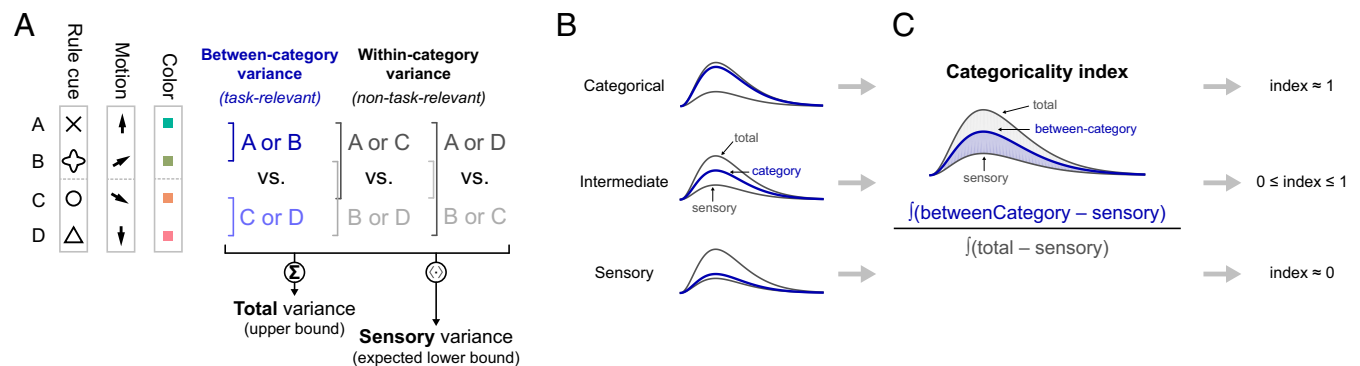 A
Rule cue
Motion
Color
A
B
C
D
Between-category
variance
(task-relevant)
Within-category
variance
(non-task-relevant)
A or B
vs.
C or D
A or C
vs.
B or D
A or D
vs.
B or C
Σ
Total variance
(upper bound)
Sensory variance
(expected lower bound)
B
Categorical
Intermediate
total
category
sensory
Sensory
C
Categoricality index
total
between-category
sensory
∫(betweenCategory – sensory)
∫(total – sensory)
index ≈ 1
0 ≤ index ≤ 1
index ≈ 0